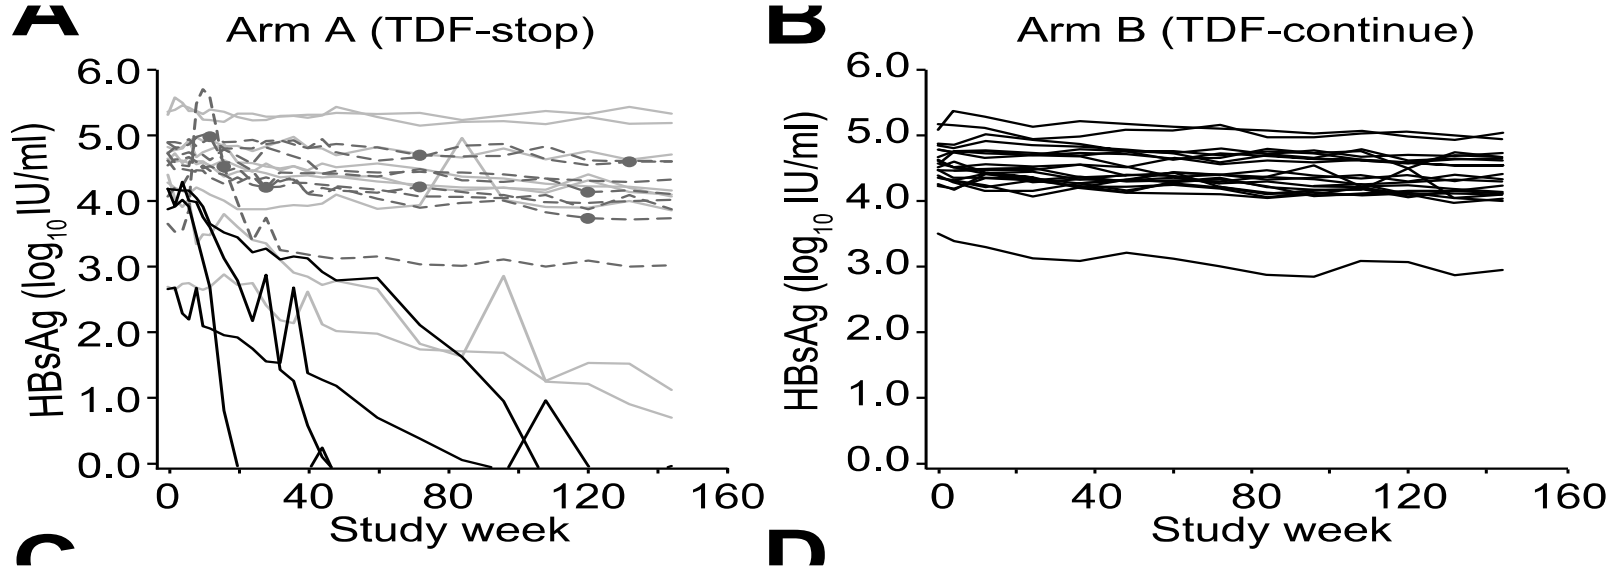 A Arm A (TDF-stop)
HBsAg (log10 IU/ml)
6.0
5.0
4.0
3.0
2.0
1.0
0.0
0 40 80 120 160
Study week
B Arm B (TDF-continue)
HBsAg (log10 IU/ml)
6.0
5.0
4.0
3.0
2.0
1.0
0.0
0 40 80 120 160
Study week
C D